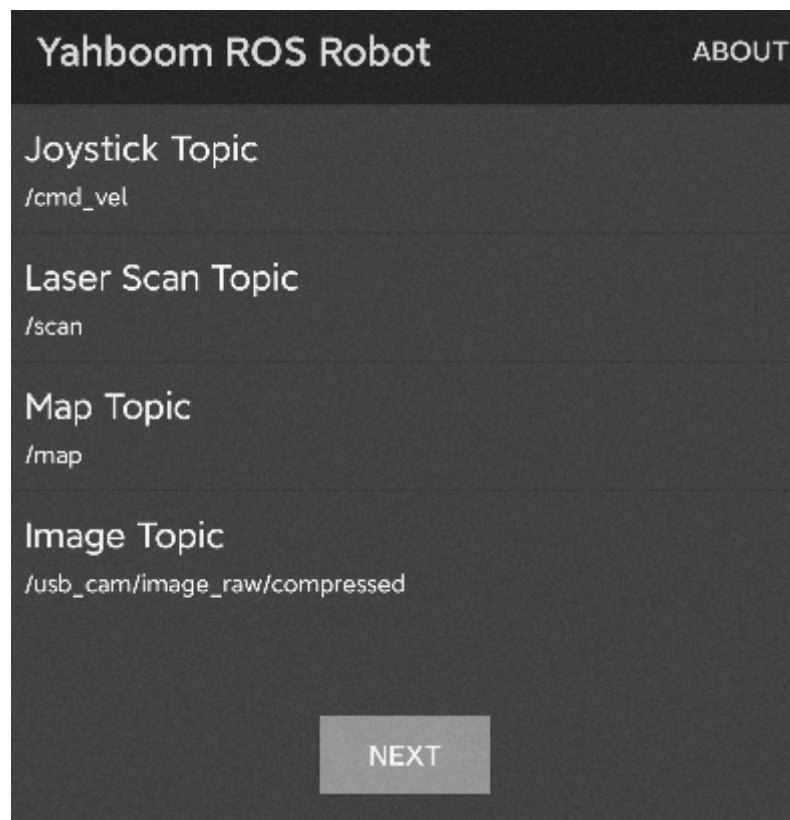 Yahboom ROS Robot ABOUT
Joystick Topic
/cmd_vel
Laser Scan Topic
/scan
Map Topic
/map
Image Topic
/usb_cam/image_raw/compressed
NEXT